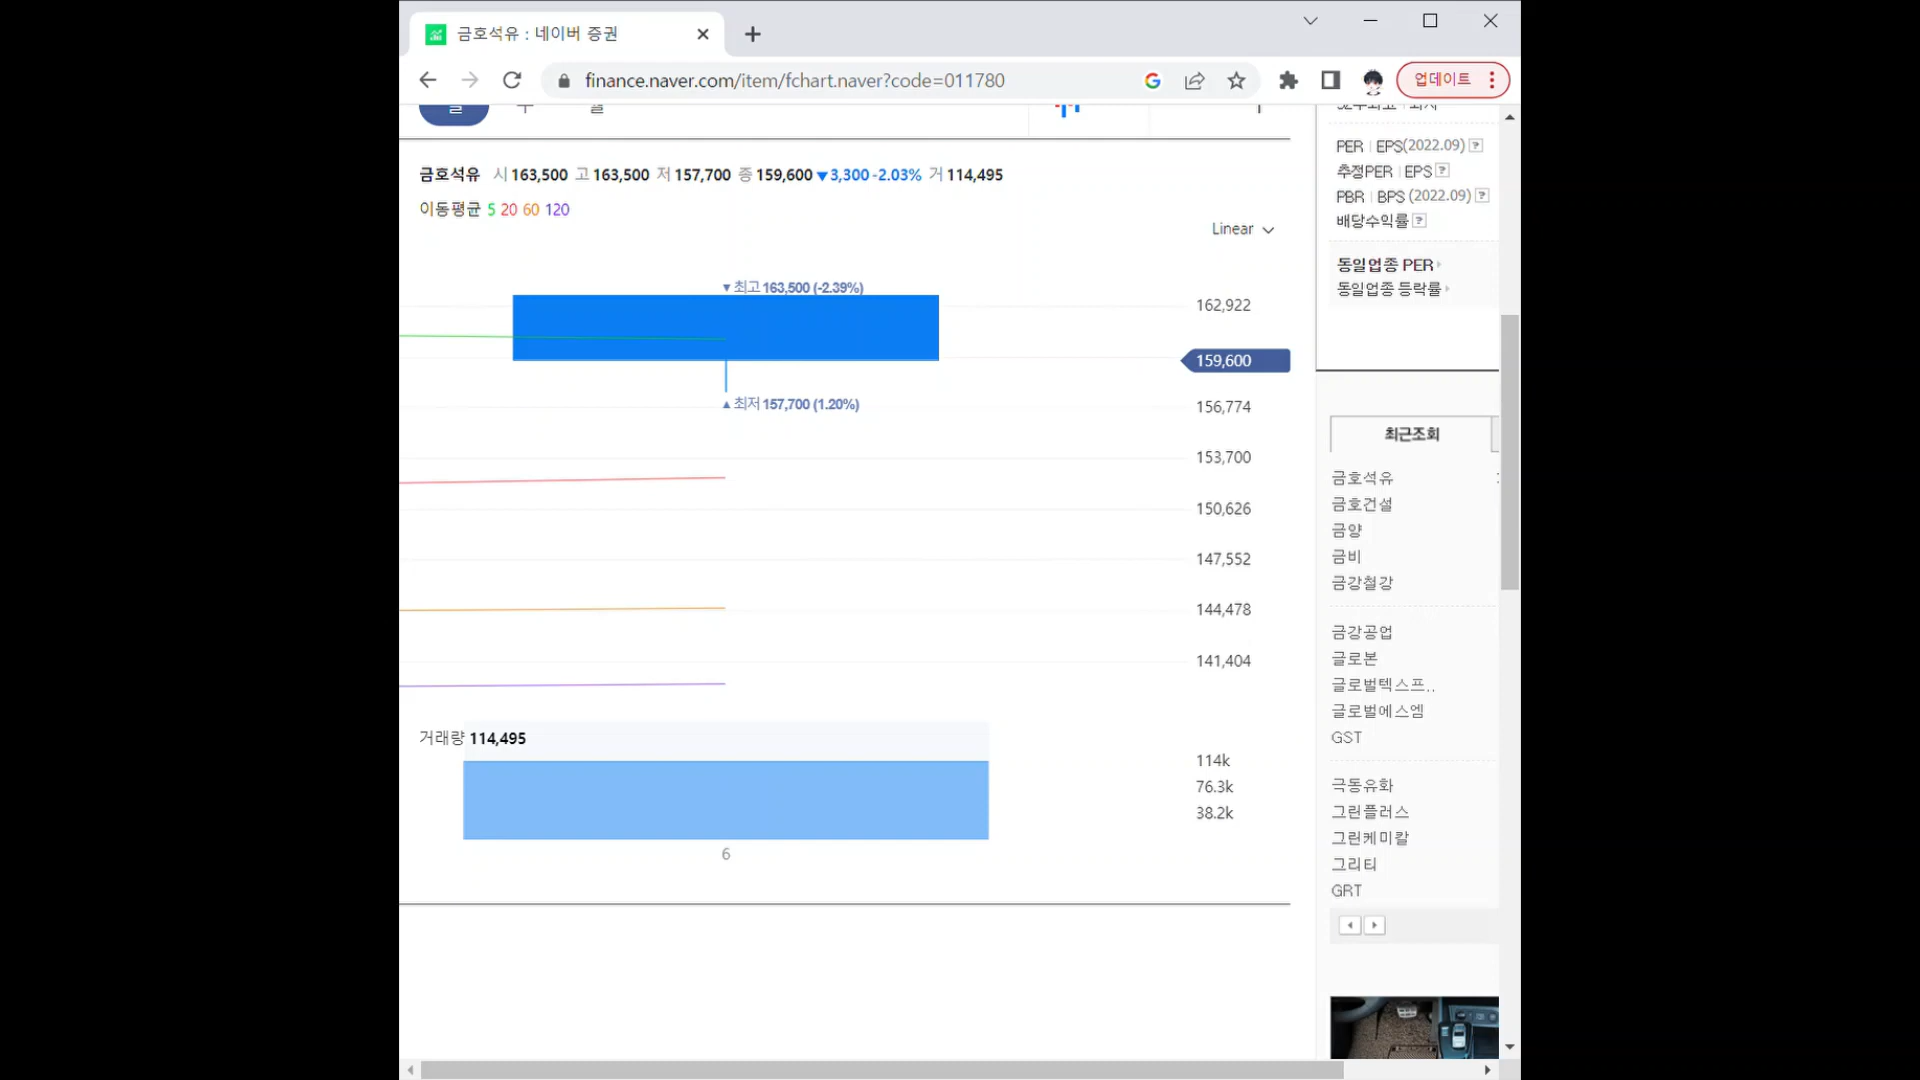 금호석유 : 네이버 증권
finance.naver.com/item/fchart.naver?code=011780
업데이트
금호석유 시 163,500 고 163,500 저 157,700 종 159,600 ▼3,300 -2.03% 거 114,495
이동평균 5 20 60 120
Linear
▼최고 163,500 (-2.39%)
▲최저 157,700 (1.20%)
162,922
159,600
156,774
153,700
150,626
147,552
144,478
141,404
거래량 114,495
114k
76.3k
38.2k
6
PER | EPS(2022.09) ?
추정PER | EPS ?
PBR | BPS (2022.09) ?
배당수익률 ?
동일업종 PER
동일업종 등락률
최근조회
금호석유
금호건설
금양
금비
금강철강
금강공업
글로본
글로벌텍스프..
글로벌에스엠
GST
극동유화
그린플러스
그린케미칼
그리티
GRT